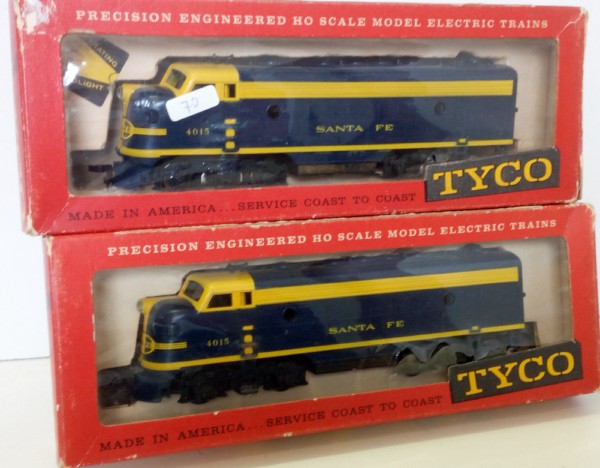 PRECISION ENGINEERED HO SCALE MODEL ELECTRIC TRAINS
LIGHT
70
4015
SANTA FE
TYCO
MADE IN AMERICA...SERVICE COAST TO COAST
PRECISION ENGINEERED HO SCALE MODEL ELECTRIC TRAINS
4015
SANTA FE
TYCO
MADE IN AMERICA...SERVICE COAST TO COAST